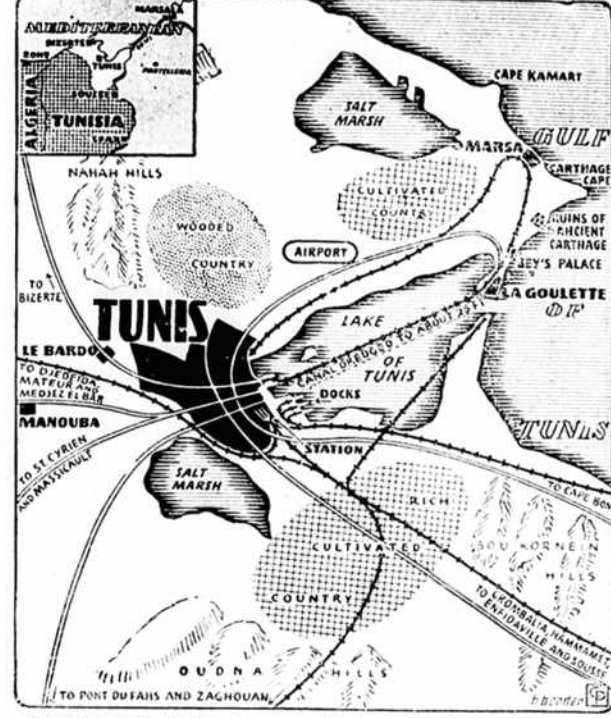 MARSALA
MEDITERRANEAN
BIZERTE
BONE
TUNIS
PANTELLERIA
SOUSSE
ALGERIA
TUNISIA
SFAX
CAPE KAMART
SALT
MARSH
GULF
MARSA
CARTHAGE
CAPE
NAHAH HILLS
CULTIVATED
COUNTRY
RUINS OF
ANCIENT
CARTHAGE
WOODED
COUNTRY
AIRPORT
BEY'S PALACE
TO
BIZERTE
LA GOULETTE
OF
TUNIS
LAKE
OF
TUNIS
CANAL DREDGED TO ABOUT
LE BARDO
TO DJEDEIDA,
MATEUR AND
MEDJEZ EL BAB
DOCKS
MANOUBA
TUNIS
STATION
TO ST. CYRIEN
AND MASSICAULT
SALT
MARSH
TO CAPE BON
RICH
CULTIVATED
COUNTRY
BOU KORNEIN
HILLS
TO CROMBALIA, HAMMAMET
ENFIDAVILLE AND SOUSSE
OUDNA HILLS
TO PONT DU FAHS AND ZAGHOUAN
P